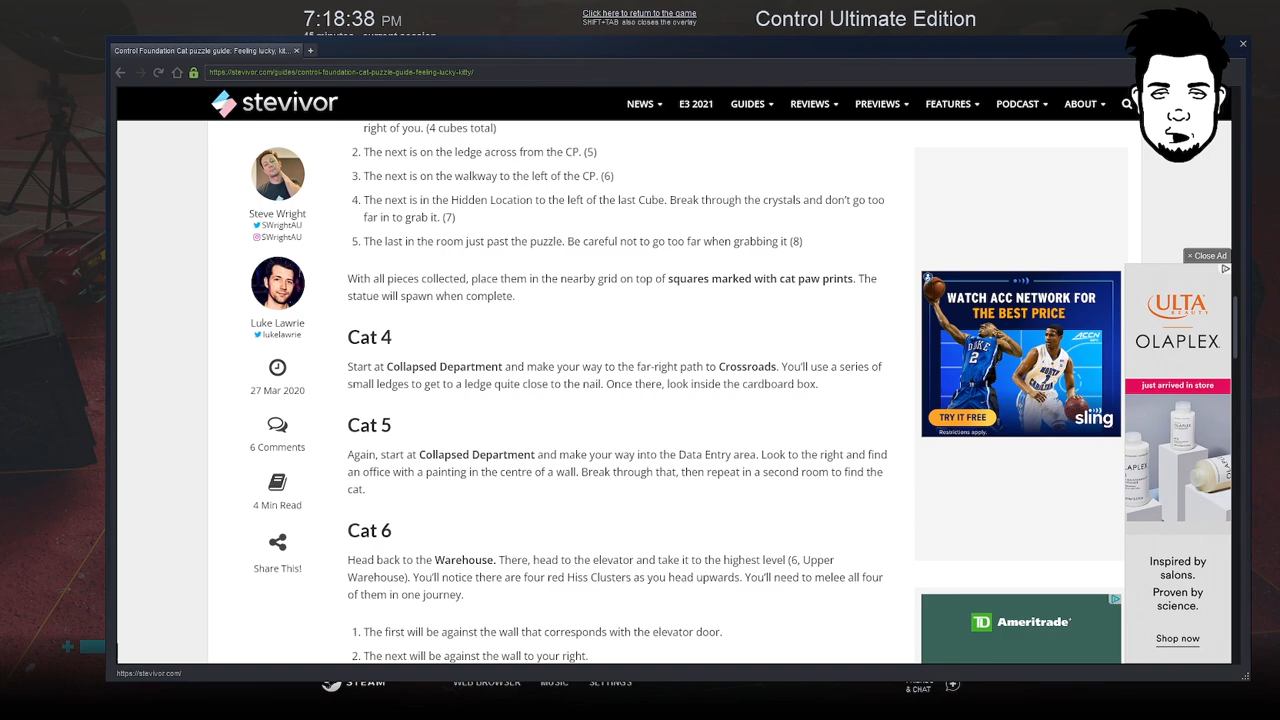 7:18:38 PM
Click here to return to the game
SHIFT+TAB also closes the overlay
Control Ultimate Edition
Control Foundation Cat puzzle guide: Feeling lucky, kit...
https://stevivor.com/guides/control-foundation-cat-puzzle-guide-feeling-lucky-kitty/
stevivor
NEWS
E3 2021
GUIDES
REVIEWS
PREVIEWS
FEATURES
PODCAST
ABOUT
right of you. (4 cubes total)
2. The next is on the ledge across from the CP. (5)
3. The next is on the walkway to the left of the CP. (6)
4. The next is in the Hidden Location to the left of the last Cube. Break through the crystals and don't go too
far in to grab it. (7)
5. The last in the room just past the puzzle. Be careful not to go too far when grabbing it (8)
With all pieces collected, place them in the nearby grid on top of squares marked with cat paw prints. The
statue will spawn when complete.
Cat 4
Start at Collapsed Department and make your way to the far-right path to Crossroads. You'll use a series of
small ledges to get to a ledge quite close to the nail. Once there, look inside the cardboard box.
Cat 5
Again, start at Collapsed Department and make your way into the Data Entry area. Look to the right and find
an office with a painting in the centre of a wall. Break through that, then repeat in a second room to find the
cat.
Cat 6
Head back to the Warehouse. There, head to the elevator and take it to the highest level (6, Upper
Warehouse). You'll notice there are four red Hiss Clusters as you head upwards. You'll need to melee all four
of them in one journey.
1. The first will be against the wall that corresponds with the elevator door.
2. The next will be against the wall to your right.
Steve Wright
SWrightAU
SWrightAU
Luke Lawrie
lukelawrie
27 Mar 2020
6 Comments
4 Min Read
Share This!
WATCH ACC NETWORK FOR
THE BEST PRICE
ACCN
DUKE
2
TRY IT FREE
Restrictions apply.
sling
TD Ameritrade
× Close Ad
ULTA
BEAUTY
OLAPLEX.
just arrived in store
Inspired by
salons.
Proven by
science.
Shop now
https://stevivor.com/
STEAM
WEB BROWSER
MUSIC
SETTINGS
& CHAT